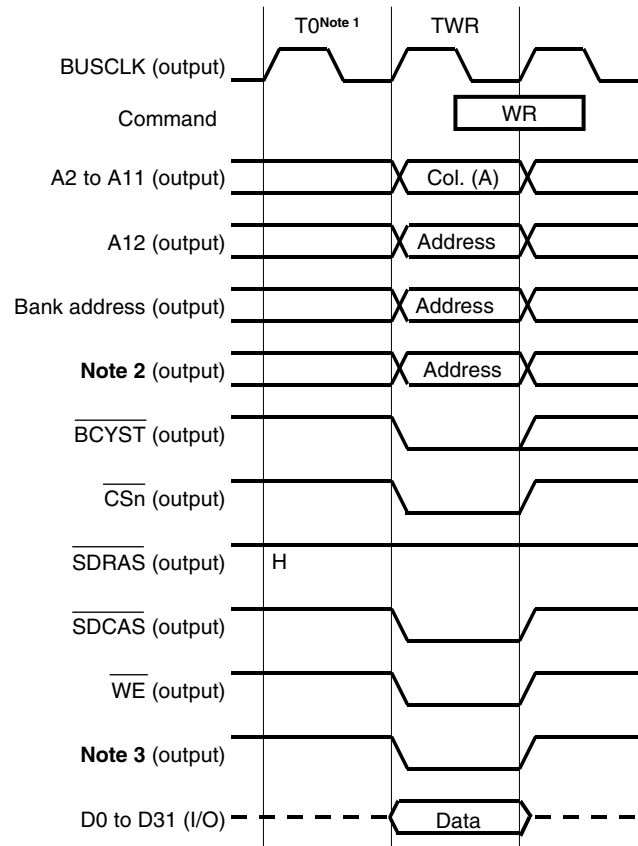 T0Note 1 TWR
BUSCLK (output)
Command WR
A2 to A11 (output) Col. (A)
A12 (output) Address
Bank address (output) Address
Note 2 (output) Address
BCYST (output)
CSn (output)
SDRAS (output) H
SDCAS (output)
WE (output)
Note 3 (output)
D0 to D31 (I/O) Data